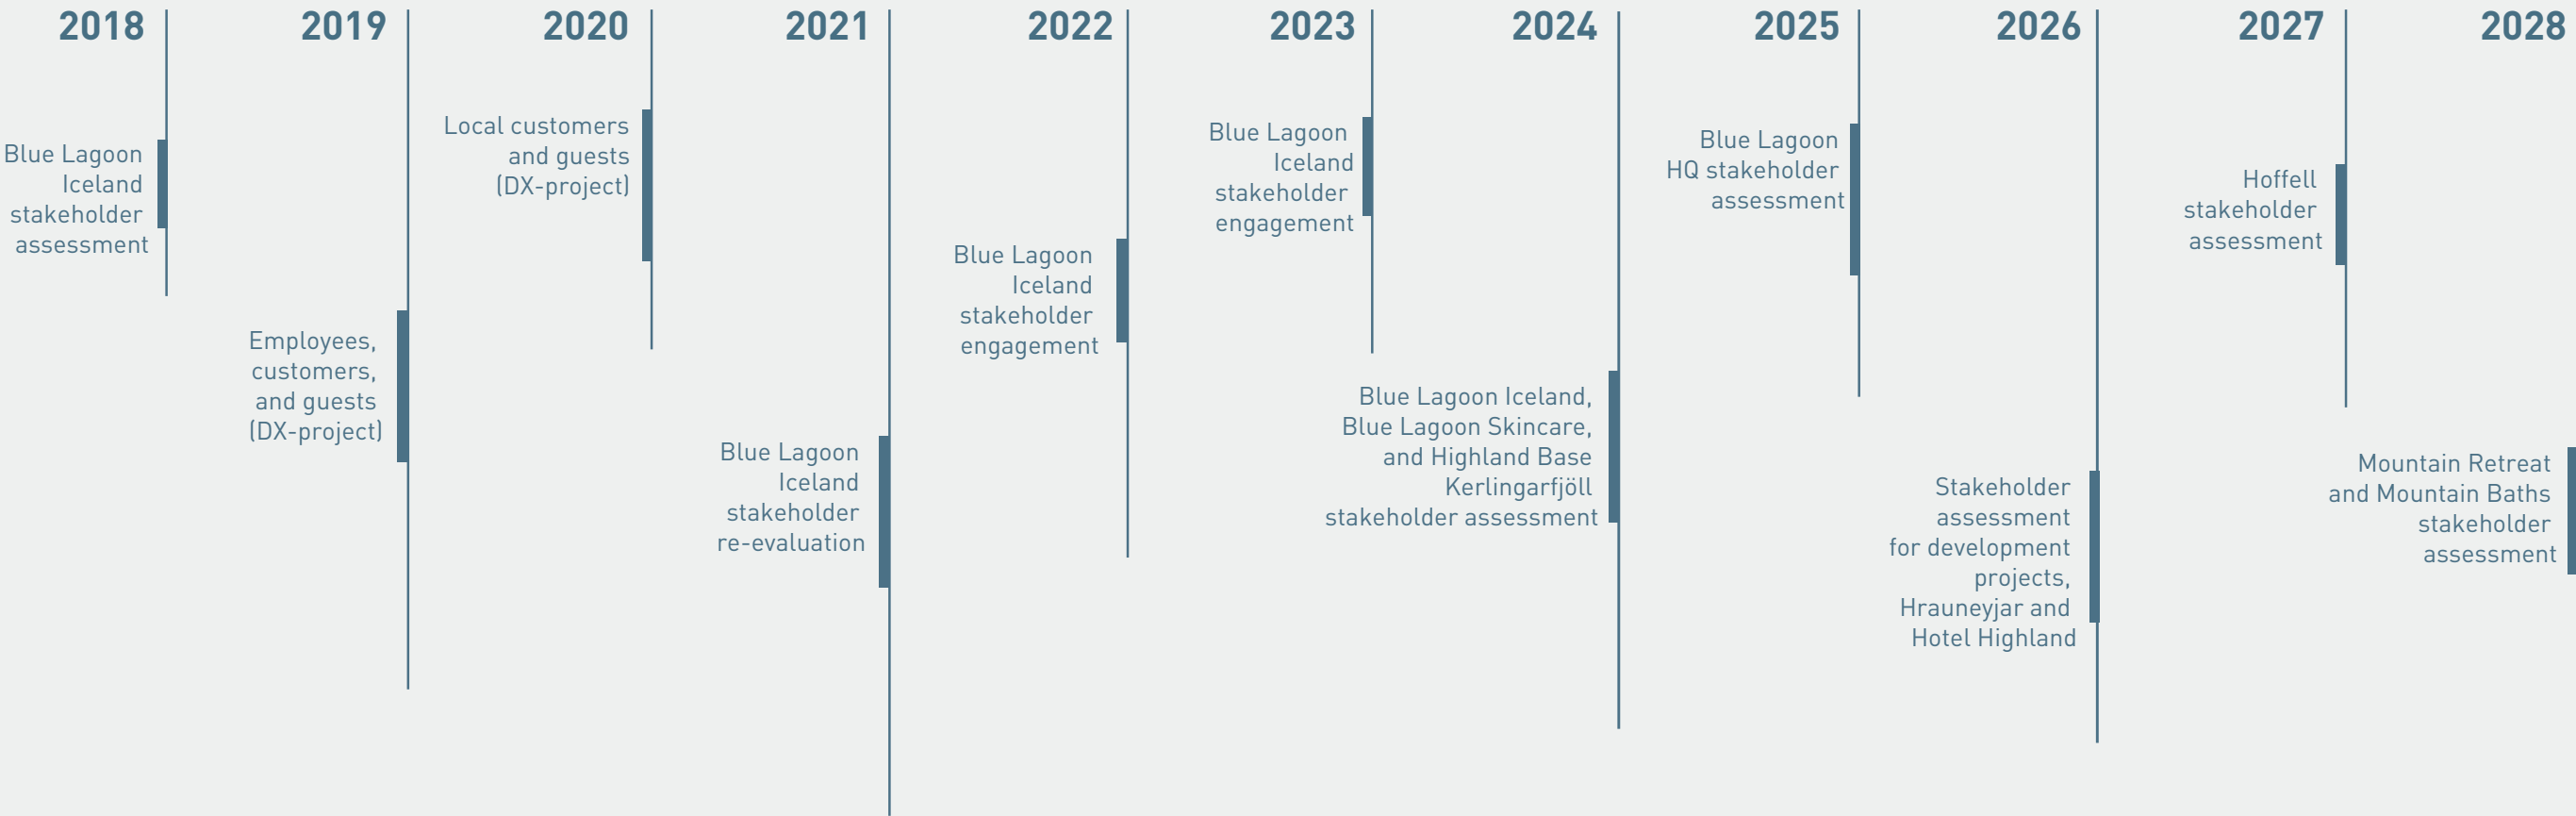 2018
2019
2020
2021
2022
2023
2024
2025
2026
2027
2028
Blue Lagoon
Iceland
stakeholder
assessment
Employees,
customers,
and guests
(DX-project)
Local customers
and guests
(DX-project)
Blue Lagoon
Iceland
stakeholder
re-evaluation
Blue Lagoon
Iceland
stakeholder
engagement
Blue Lagoon
Iceland
stakeholder
engagement
Blue Lagoon Iceland,
Blue Lagoon Skincare,
and Highland Base
Kerlingarfjöll
stakeholder assessment
Blue Lagoon
HQ stakeholder
assessment
Stakeholder
assessment
for development
projects,
Hrauneyjar and
Hotel Highland
Hoffell
stakeholder
assessment
Mountain Retreat
and Mountain Baths
stakeholder
assessment